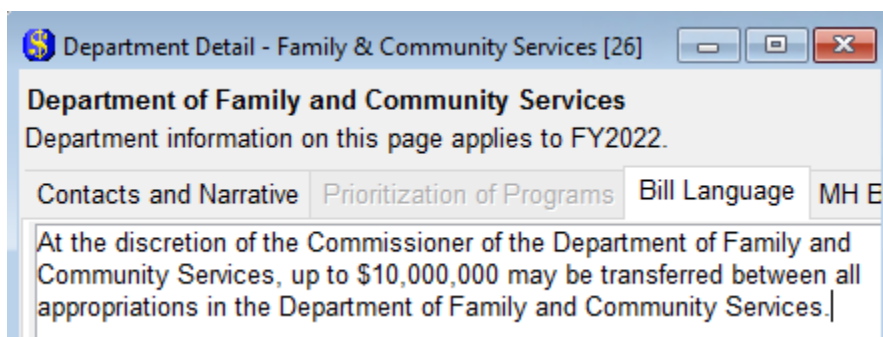 Department Detail - Family & Community Services [26]
Department of Family and Community Services
Department information on this page applies to FY2022.
Contacts and Narrative Prioritization of Programs Bill Language MH
At the discretion of the Commissioner of the Department of Family and
Community Services, up to $10,000,000 may be transferred between all
appropriations in the Department of Family and Community Services.